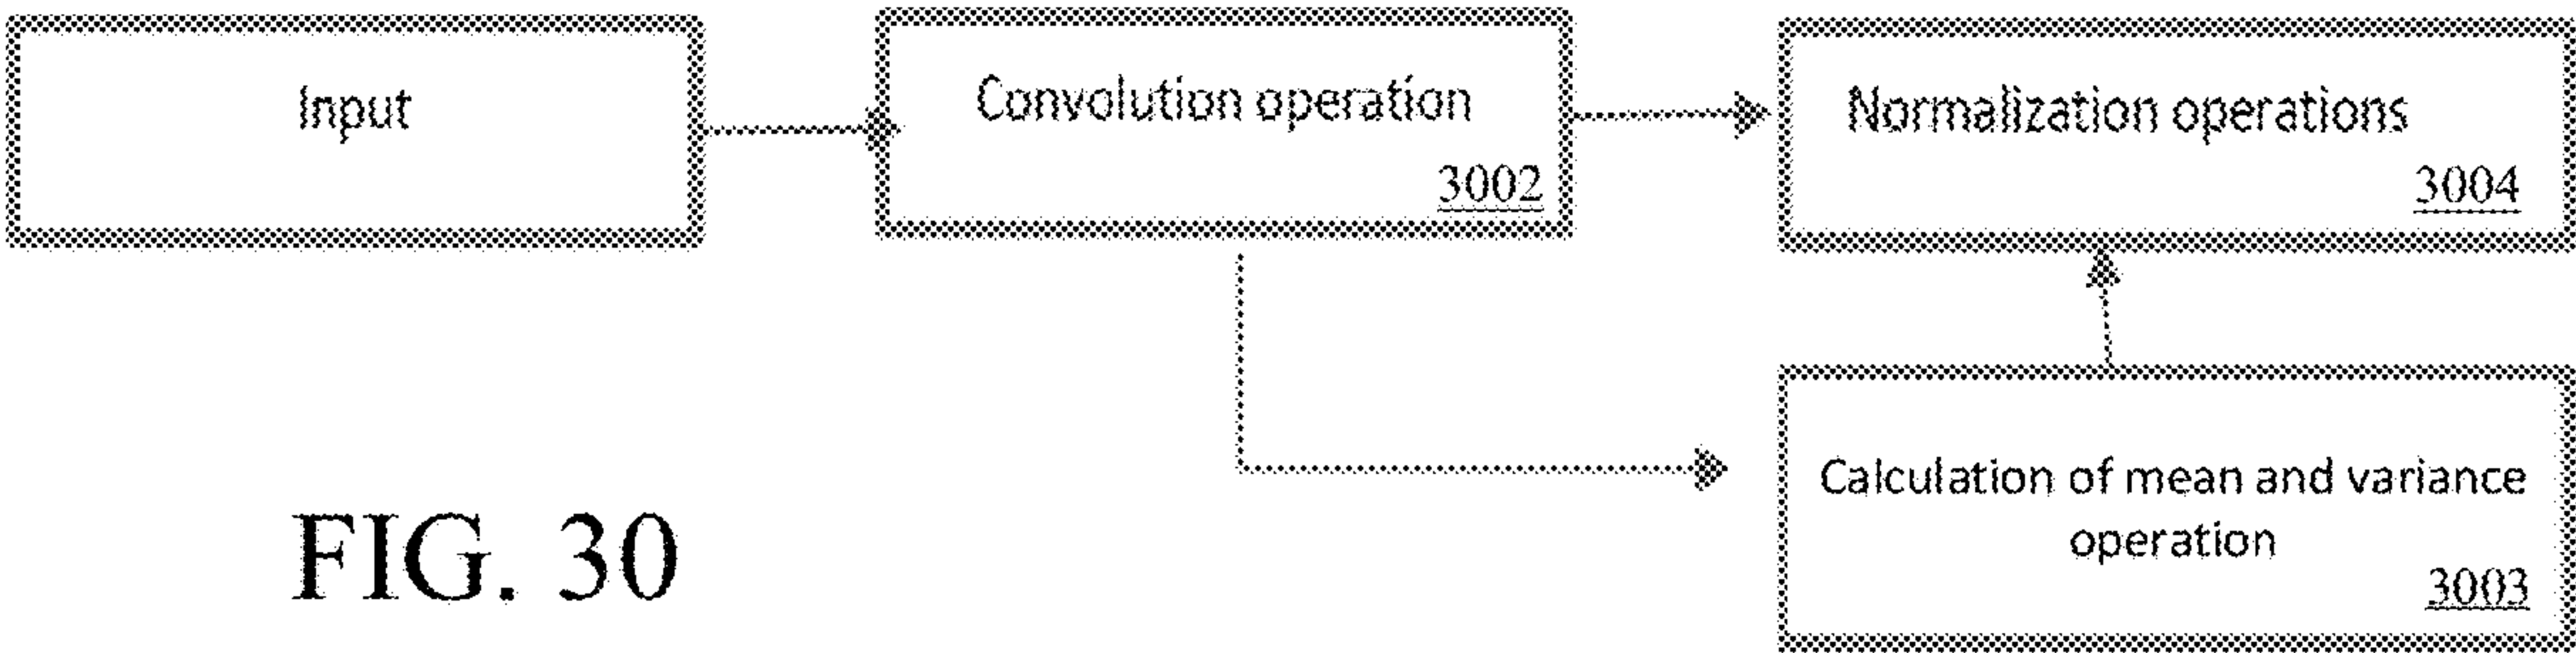 Input
Convolution operation
3002
Normalization operations
3004
Calculation of mean and variance
operation
3003
FIG. 30